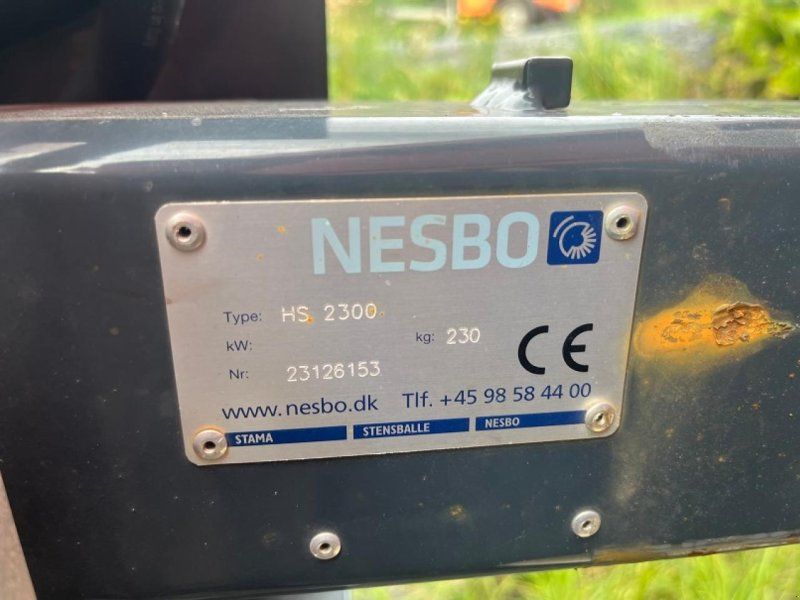 NESBO
Type: HS 2300
kW: kg: 230
CE
Nr: 23126153
www.nesbo.dk Tlf. +45 98 58 44 00
STAMA STENSBALLE NESBO